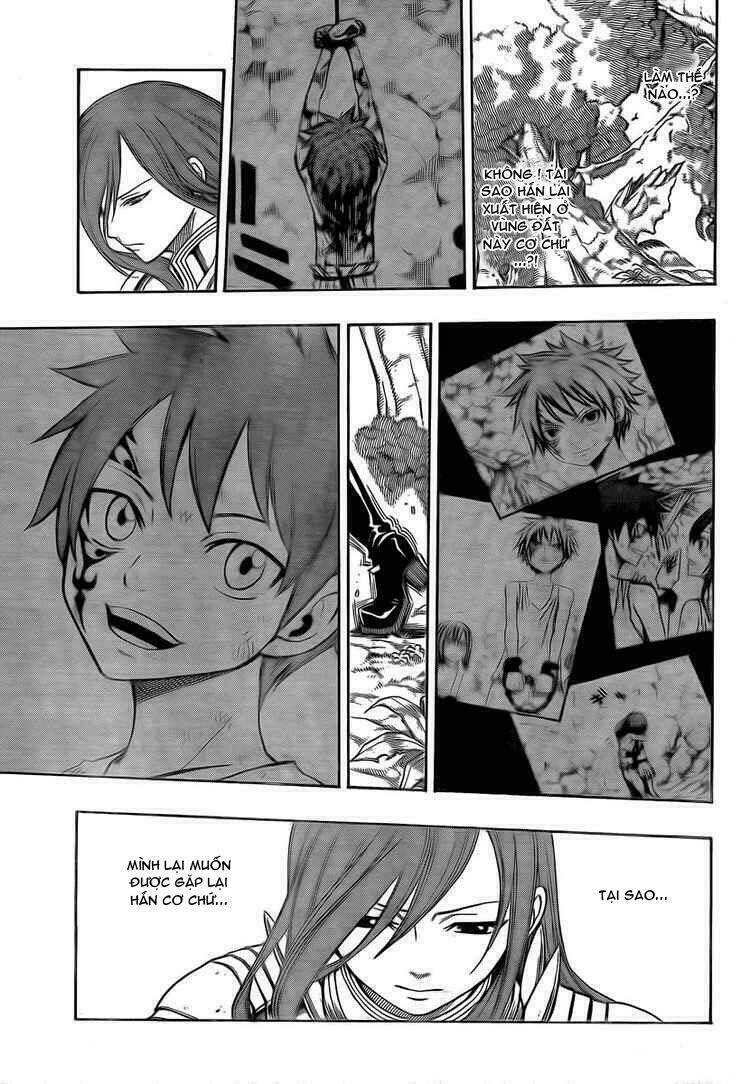 LÀM THẾ
NÀO...?
KHÔNG! TẠI
SAO HẮN LẠI
XUẤT HIỆN Ở
VÙNG ĐẤT
NÀY CƠ CHỨ
...?!
TẠI SAO...
MÌNH LẠI MUỐN
ĐƯỢC GẶP LẠI
HẮN CƠ CHỨ...